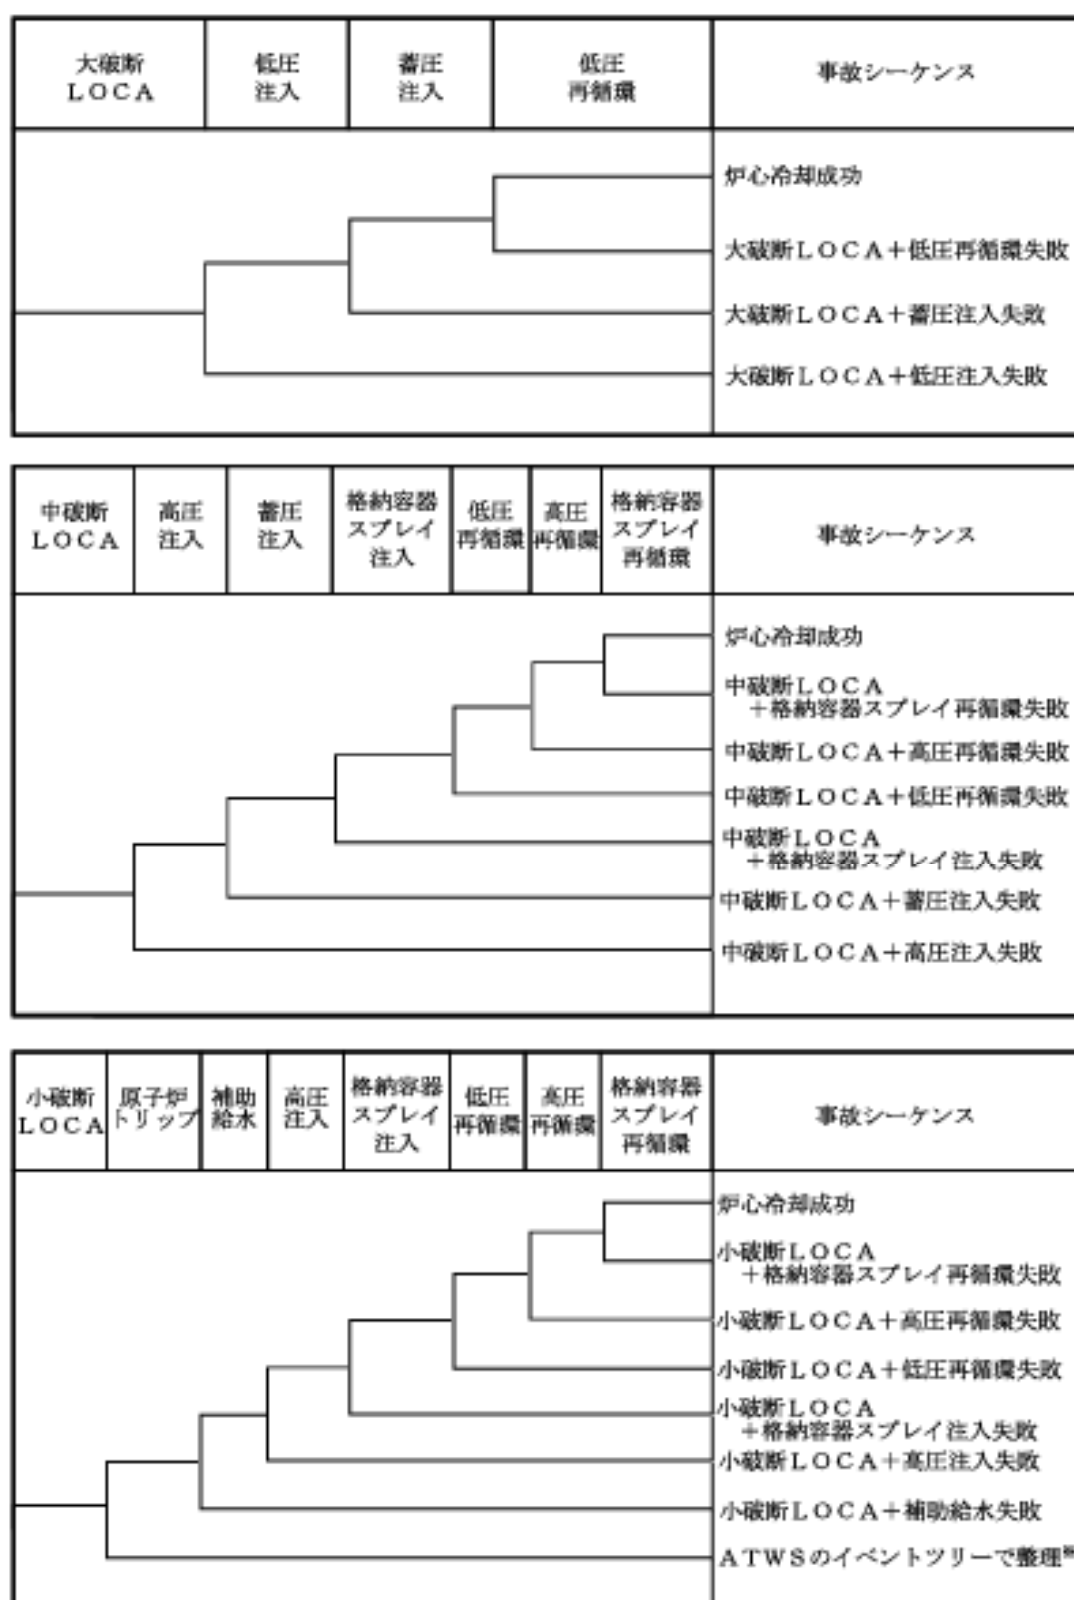 大破断
ＬＯＣＡ
低圧
注入
蓄圧
注入
低圧
再循環
事故シーケンス
炉心冷却成功
大破断ＬＯＣＡ＋低圧再循環失敗
大破断ＬＯＣＡ＋蓄圧注入失敗
大破断ＬＯＣＡ＋低圧注入失敗
中破断
ＬＯＣＡ
高圧
注入
蓄圧
注入
格納容器
スプレイ
注入
低圧
再循環
高圧
再循環
格納容器
スプレイ
再循環
事故シーケンス
炉心冷却成功
中破断ＬＯＣＡ
＋格納容器スプレイ再循環失敗
中破断ＬＯＣＡ＋高圧再循環失敗
中破断ＬＯＣＡ＋低圧再循環失敗
中破断ＬＯＣＡ
＋格納容器スプレイ注入失敗
中破断ＬＯＣＡ＋蓄圧注入失敗
中破断ＬＯＣＡ＋高圧注入失敗
小破断
ＬＯＣＡ
原子炉
トリップ
補助
給水
高圧
注入
格納容器
スプレイ
注入
低圧
再循環
高圧
再循環
格納容器
スプレイ
再循環
事故シーケンス
炉心冷却成功
小破断ＬＯＣＡ
＋格納容器スプレイ再循環失敗
小破断ＬＯＣＡ＋高圧再循環失敗
小破断ＬＯＣＡ＋低圧再循環失敗
小破断ＬＯＣＡ
＋格納容器スプレイ注入失敗
小破断ＬＯＣＡ＋高圧注入失敗
小破断ＬＯＣＡ＋補助給水失敗
ＡＴＷＳのイベントツリーで整理